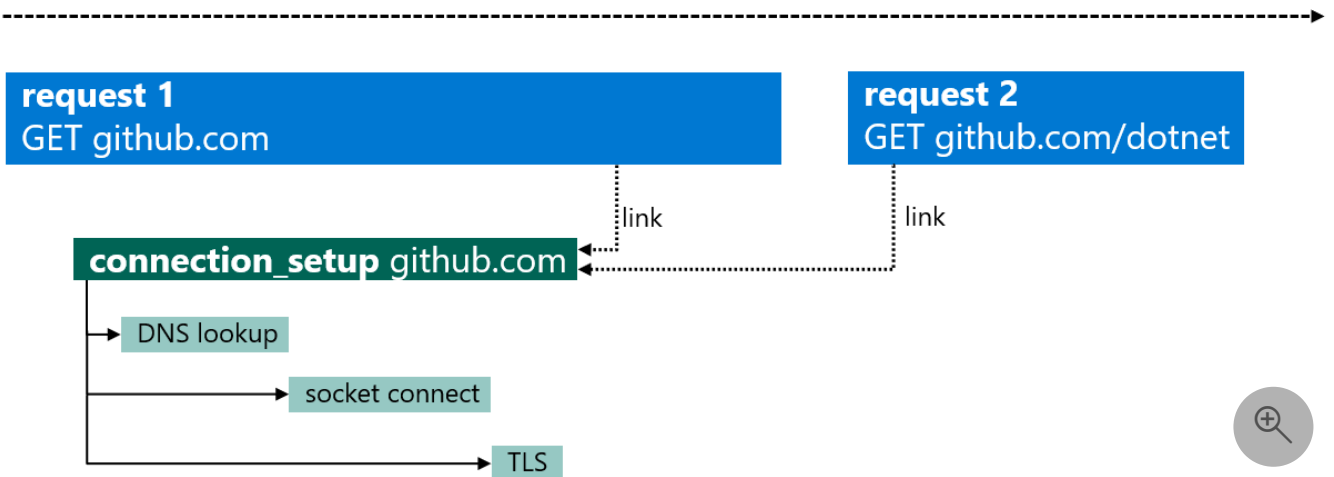 request 1
GET github.com
request 2
GET github.com/dotnet
link
link
connection_setup github.com
DNS lookup
socket connect
TLS